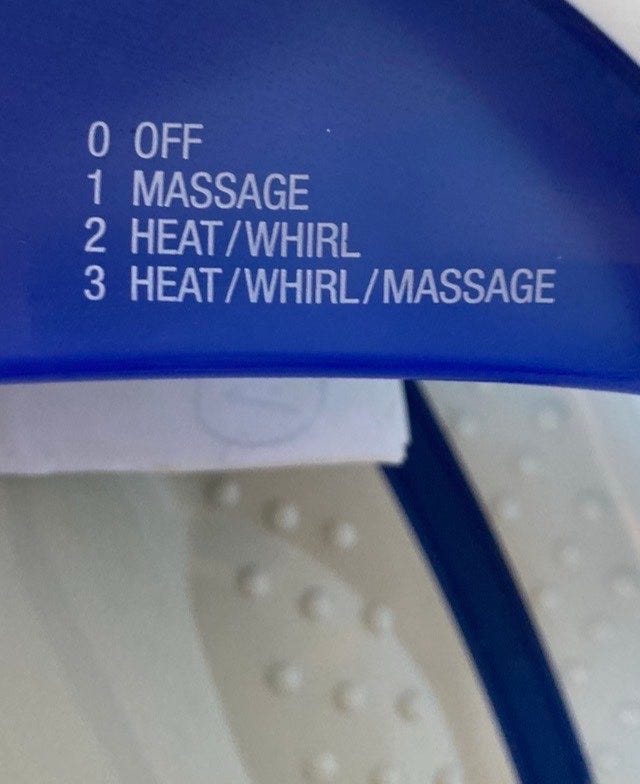 0 OFF
1 MASSAGE
2 HEAT/WHIRL
3 HEAT/WHIRL/MASSAGE